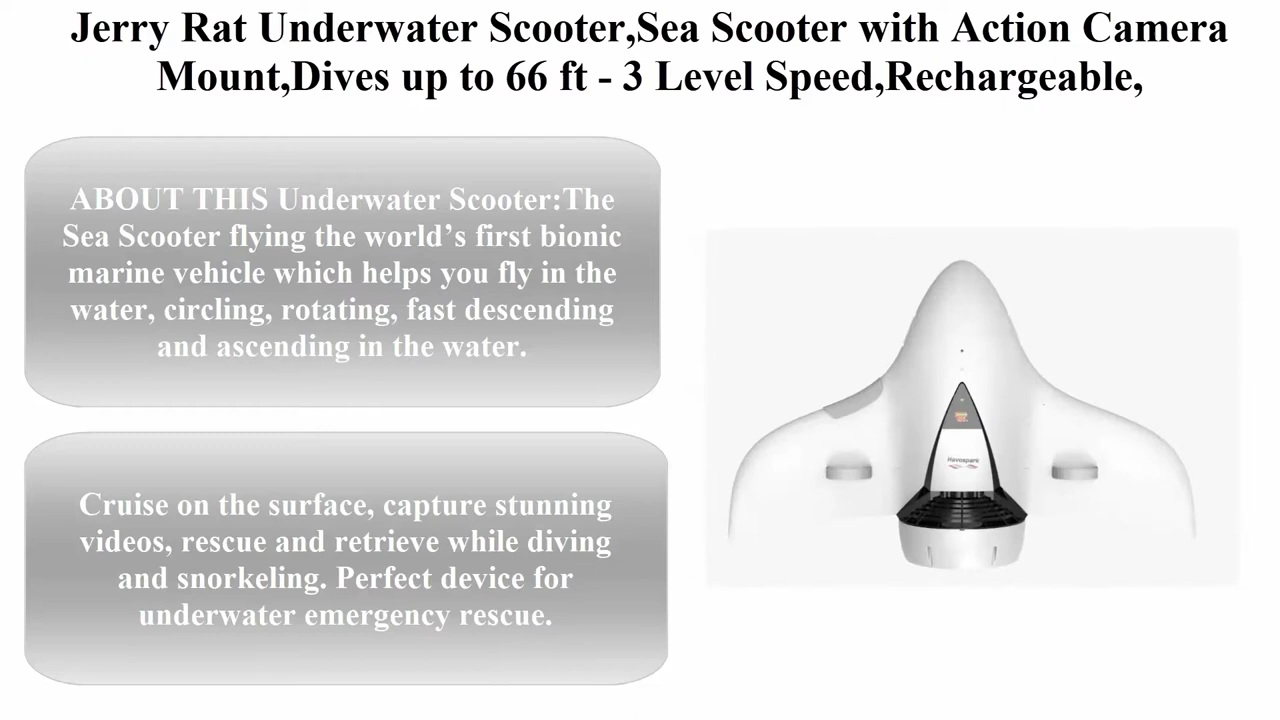 Jerry Rat Underwater Scooter,Sea Scooter with Action Camera
Mount,Dives up to 66 ft - 3 Level Speed,Rechargeable,
ABOUT THIS Underwater Scooter:The
Sea Scooter flying the world’s first bionic
marine vehicle which helps you fly in the
water, circling, rotating, fast descending
and ascending in the water.
Cruise on the surface, capture stunning
videos, rescue and retrieve while diving
and snorkeling. Perfect device for
underwater emergency rescue.
Havospark